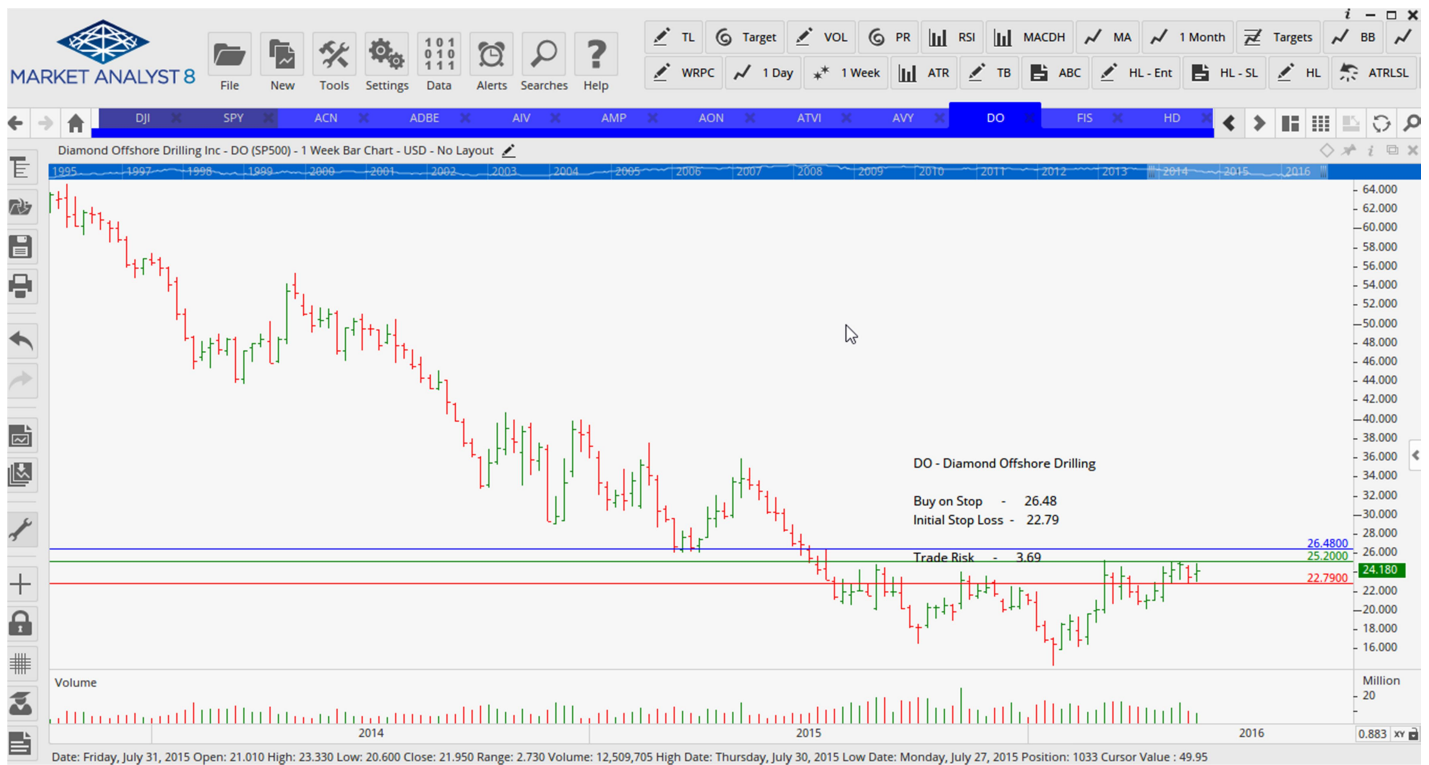 i
TL Target VOL PR RSI MACDH MA 1 Month Targets BB
MARKET ANALYST 8
101
010
111
File New Tools Settings Data Alerts Searches Help
WRPC 1 Day 1 Week ATR TB ABC HL - Ent HL - SL HL ATRLSL
DJI SPY ACN ADBE AIV AMP AON ATVI AVY DO FIS HD
Diamond Offshore Drilling Inc - DO (SP500) - 1 Week Bar Chart - USD - No Layout
1995 1997 1998 1999 2000 2001 2002 2003 2004 2005 2006 2007 2008 2009 2010 2011 2012 2013 2014 2015 2016
64.000
62.000
60.000
58.000
56.000
54.000
52.000
50.000
48.000
46.000
44.000
42.000
40.000
38.000
36.000
34.000
32.000
30.000
28.000
26.000
22.000
20.000
18.000
16.000
DO - Diamond Offshore Drilling
Buy on Stop - 26.48
Initial Stop Loss - 22.79
Trade Risk - 3.69
26.4800
25.2000
24.180
22.7900
Volume
Million
20
2014 2015 2016
0.883 XY
Date: Friday, July 31, 2015 Open: 21.010 High: 23.330 Low: 20.600 Close: 21.950 Range: 2.730 Volume: 12,509,705 High Date: Thursday, July 30, 2015 Low Date: Monday, July 27, 2015 Position: 1033 Cursor Value : 49.95